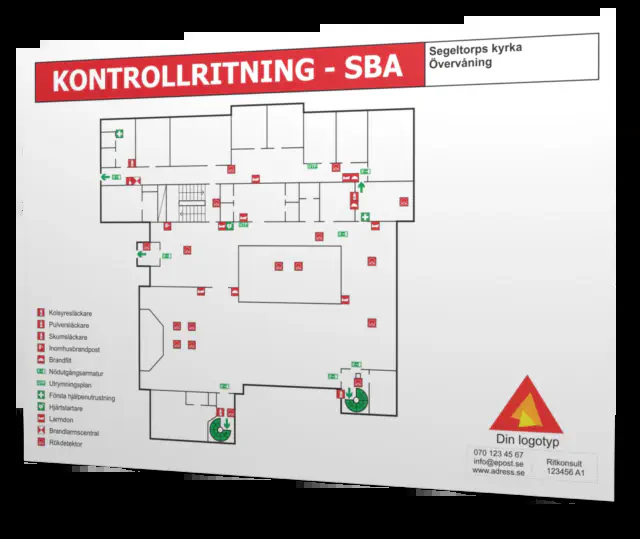 KONTROLLRITNING - SBA
Segeltorps kyrka
Övervåning
Kolsyresläckare
Pulversläckare
Skumsläckare
Inomhusbrandpost
Brandfilt
Nödutgångsarmatur
Utrymningsplan
Första hjälpenutrustning
Hjärtstartare
Larmdon
Brandlarmscentral
Rökdetektor
Din logotyp
070 123 45 67
info@epost.se
www.adress.se
Ritkonsult
123456 A1